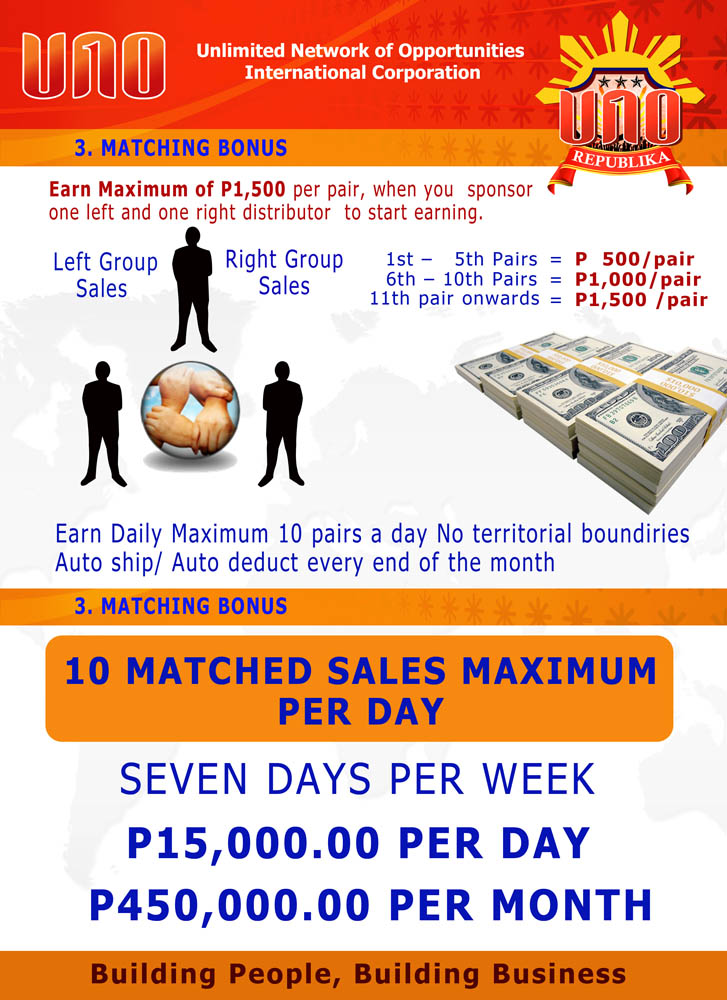 UNO
Unlimited Network of Opportunities
International Corporation
UNO
REPUBLIKA
3. MATCHING BONUS
Earn Maximum of P1,500 per pair, when you sponsor
one left and one right distributor to start earning.
Left Group
Sales
Right Group
Sales
1st – 5th Pairs = P 500/pair
6th – 10th Pairs = P1,000/pair
11th pair onwards = P1,500 /pair
Earn Daily Maximum 10 pairs a day No territorial boundiries
Auto ship/ Auto deduct every end of the month
3. MATCHING BONUS
10 MATCHED SALES MAXIMUM
PER DAY
SEVEN DAYS PER WEEK
P15,000.00 PER DAY
P450,000.00 PER MONTH
Building People, Building Business